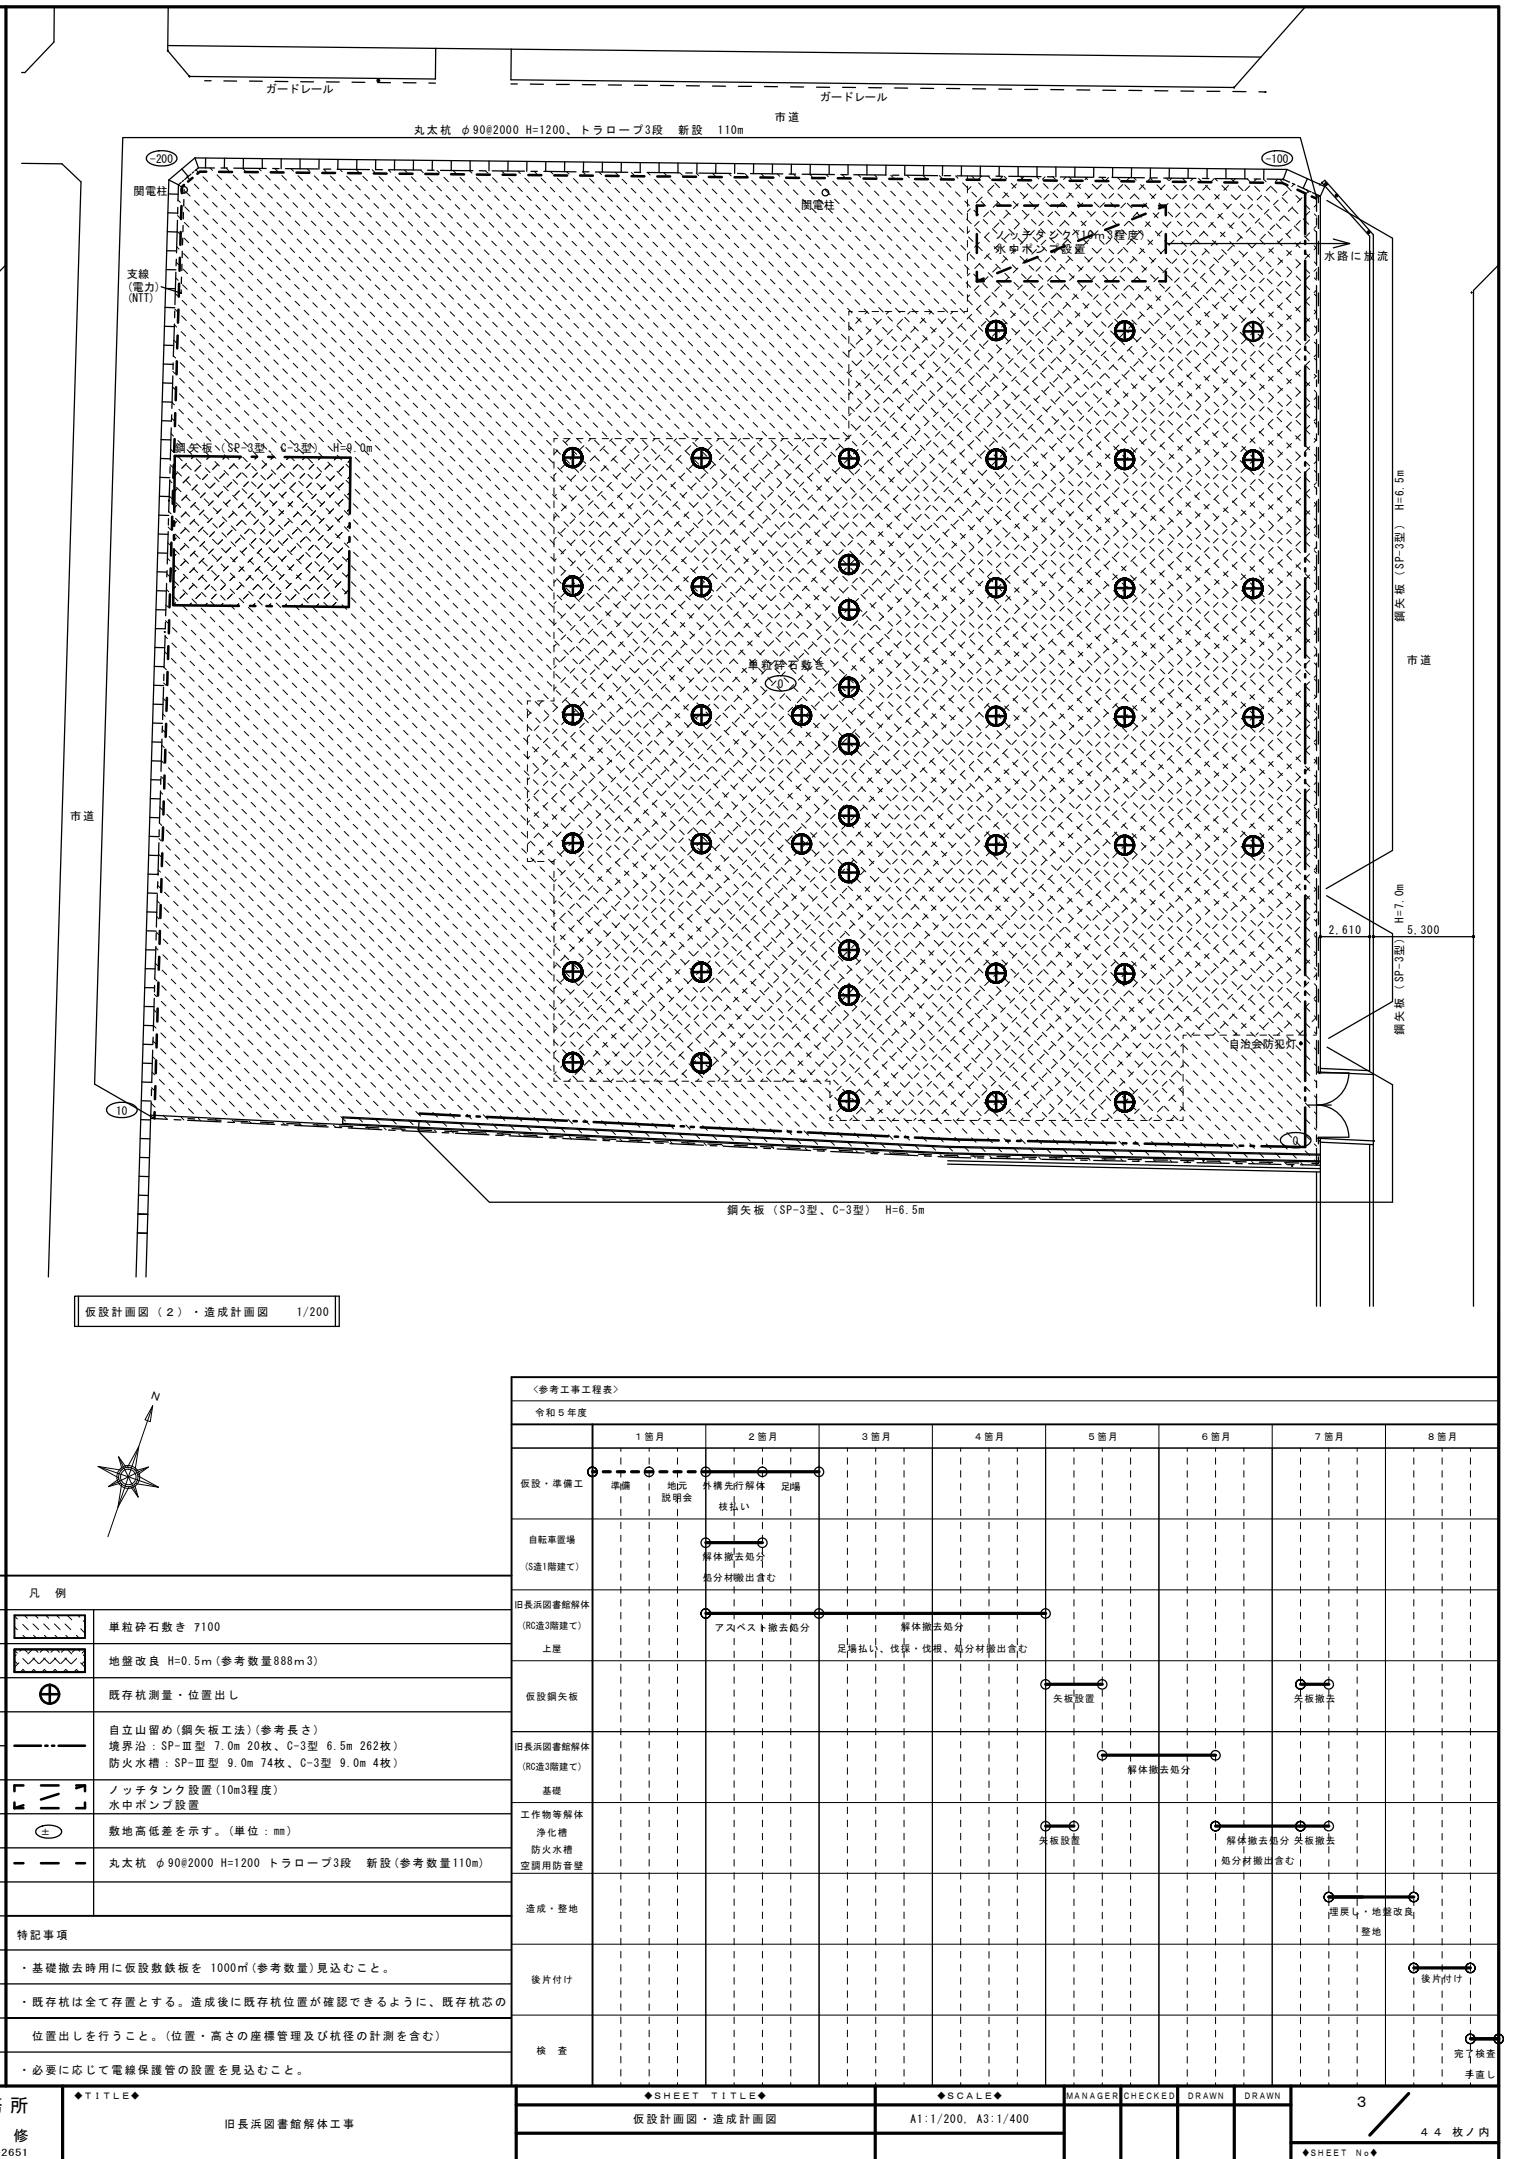 ガードレール
ガードレール
市道
丸太杭 φ90@2000 H=1200、トラロープ3段 新設 110m
-200
-100
関電柱
関電柱
ノッチタンク(10m3程度)
水中ポンプ設置
水路に放流
支線
(電力)
(NTT)
鋼矢板 (SP-3型、C-3型) H=9.0m
鋼矢板 (SP-3型) H=6.5m
単粒砕石敷き
0
市道
市道
鋼矢板 (SP-3型) H=7.0m
2,610
5,300
自治会防犯灯
10
0
鋼矢板 (SP-3型、C-3型) H=6.5m
仮設計画図(2)・造成計画図 1/200
N
<参考工事工程表>
令和5年度
1箇月 2箇月 3箇月 4箇月 5箇月 6箇月 7箇月 8箇月
仮設・準備工
準備
地元
説明会
外構先行解体
枝払い
足場
自転車置場
(S造1階建て)
解体撤去処分
処分材搬出含む
旧長浜図書館解体
(RC造3階建て)
上屋
アスベスト撤去処分
解体撤去処分
足場払い、伐採・伐根、処分材搬出含む
仮設鋼矢板
矢板設置
矢板撤去
旧長浜図書館解体
(RC造3階建て)
基礎
解体撤去処分
工作物等解体
浄化槽
防火水槽
空調用防音壁
矢板設置
解体撤去処分
矢板撤去
処分材搬出含む
造成・整地
埋戻し・地盤改良
整地
後片付け
後片付け
検 査
完了検査
手直し
凡 例
単粒砕石敷き ア100
地盤改良 H=0.5m(参考数量888m3)
既存杭測量・位置出し
自立山留め(鋼矢板工法)(参考長さ)
境界沿：SP-Ⅲ型 7.0m 20枚、C-3型 6.5m 262枚)
防火水槽：SP-Ⅲ型 9.0m 74枚、C-3型 9.0m 4枚)
ノッチタンク設置(10m3程度)
水中ポンプ設置
±
敷地高低差を示す。(単位：mm)
丸太杭 φ90@2000 H=1200 トラロープ3段 新設(参考数量110m)
特記事項
・基礎撤去時用に仮設敷鉄板を 1000㎡(参考数量)見込むこと。
・既存杭は全て存置とする。造成後に既存杭位置が確認できるように、既存杭芯の
位置出しを行うこと。(位置・高さの座標管理及び杭径の計測を含む)
・必要に応じて電線保護管の設置を見込むこと。
所
修
2651
◆TITLE◆
旧長浜図書館解体工事
◆SHEET TITLE◆
仮設計画図・造成計画図
◆SCALE◆
A1:1/200, A3:1/400
MANAGER CHECKED DRAWN DRAWN
3
44 枚ノ内
◆SHEET No◆